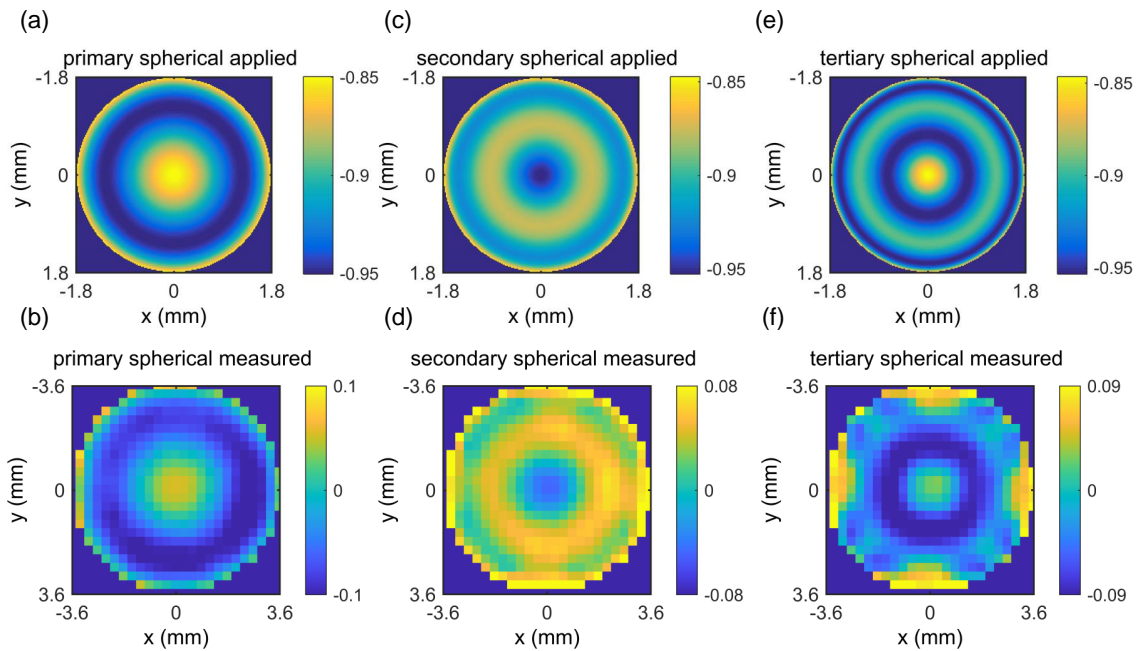 (a)
primary spherical applied
-1.8
0
1.8
y (mm)
-1.8 0 1.8
x (mm)
-0.85
-0.9
-0.95
(c)
secondary spherical applied
-1.8
0
1.8
y (mm)
-1.8 0 1.8
x (mm)
-0.85
-0.9
-0.95
(e)
tertiary spherical applied
-1.8
0
1.8
y (mm)
-1.8 0 1.8
x (mm)
-0.85
-0.9
-0.95
(b)
primary spherical measured
-3.6
0
3.6
y (mm)
-3.6 0 3.6
x (mm)
0.1
0
-0.1
(d)
secondary spherical measured
-3.6
0
3.6
y (mm)
-3.6 0 3.6
x (mm)
0.08
0
-0.08
(f)
tertiary spherical measured
-3.6
0
3.6
y (mm)
-3.6 0 3.6
x (mm)
0.09
0
-0.09